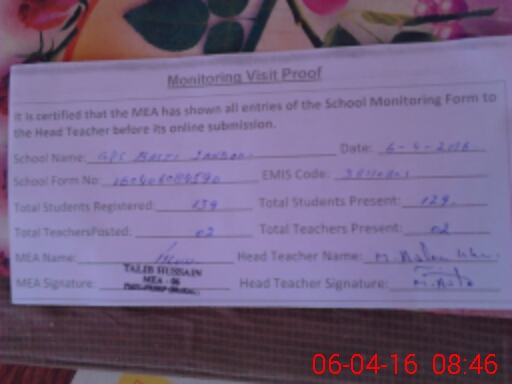 Monitoring Visit Proof
It is certified that the MEA has shown all entries of the School Monitoring Form to
the Head Teacher before its online submission.
School Name: GPS Basti Date: 6-4-2016
School Form No: EMIS Code:
Total Students Registered: 139 Total Students Present: 129
Total TeachersPosted: 02 Total Teachers Present: 02
MEA Name: Head Teacher Name: M.
TALIB HUSSAIN
MEA - 06
MEA Signature: Head Teacher Signature: M.
06-04-16 08:46